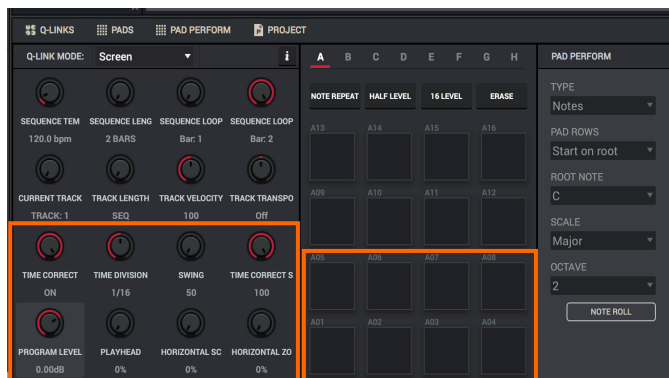 Q-LINKS PADS PAD PERFORM PROJECT
Q-LINK MODE: Screen i
SEQUENCE TEM SEQUENCE LENG SEQUENCE LOOP SEQUENCE LOOP
120.0 bpm 2 BARS Bar: 1 Bar: 2
CURRENT TRACK TRACK LENGTH TRACK VELOCITY TRACK TRANSPO
TRACK: 1 SEQ 100 Off
TIME CORRECT TIME DIVISION SWING TIME CORRECT S
ON 1/16 50 100
PROGRAM LEVEL PLAYHEAD HORIZONTAL SC HORIZONTAL ZO
0.00dB 0% 0% 0%
A B C D E F G H
NOTE REPEAT HALF LEVEL 16 LEVEL ERASE
A13 A14 A15 A16
A09 A10 A11 A12
A05 A06 A07 A08
A01 A02 A03 A04
PAD PERFORM
TYPE
Notes
PAD ROWS
Start on root
ROOT NOTE
C
SCALE
Major
OCTAVE
2
NOTE ROLL